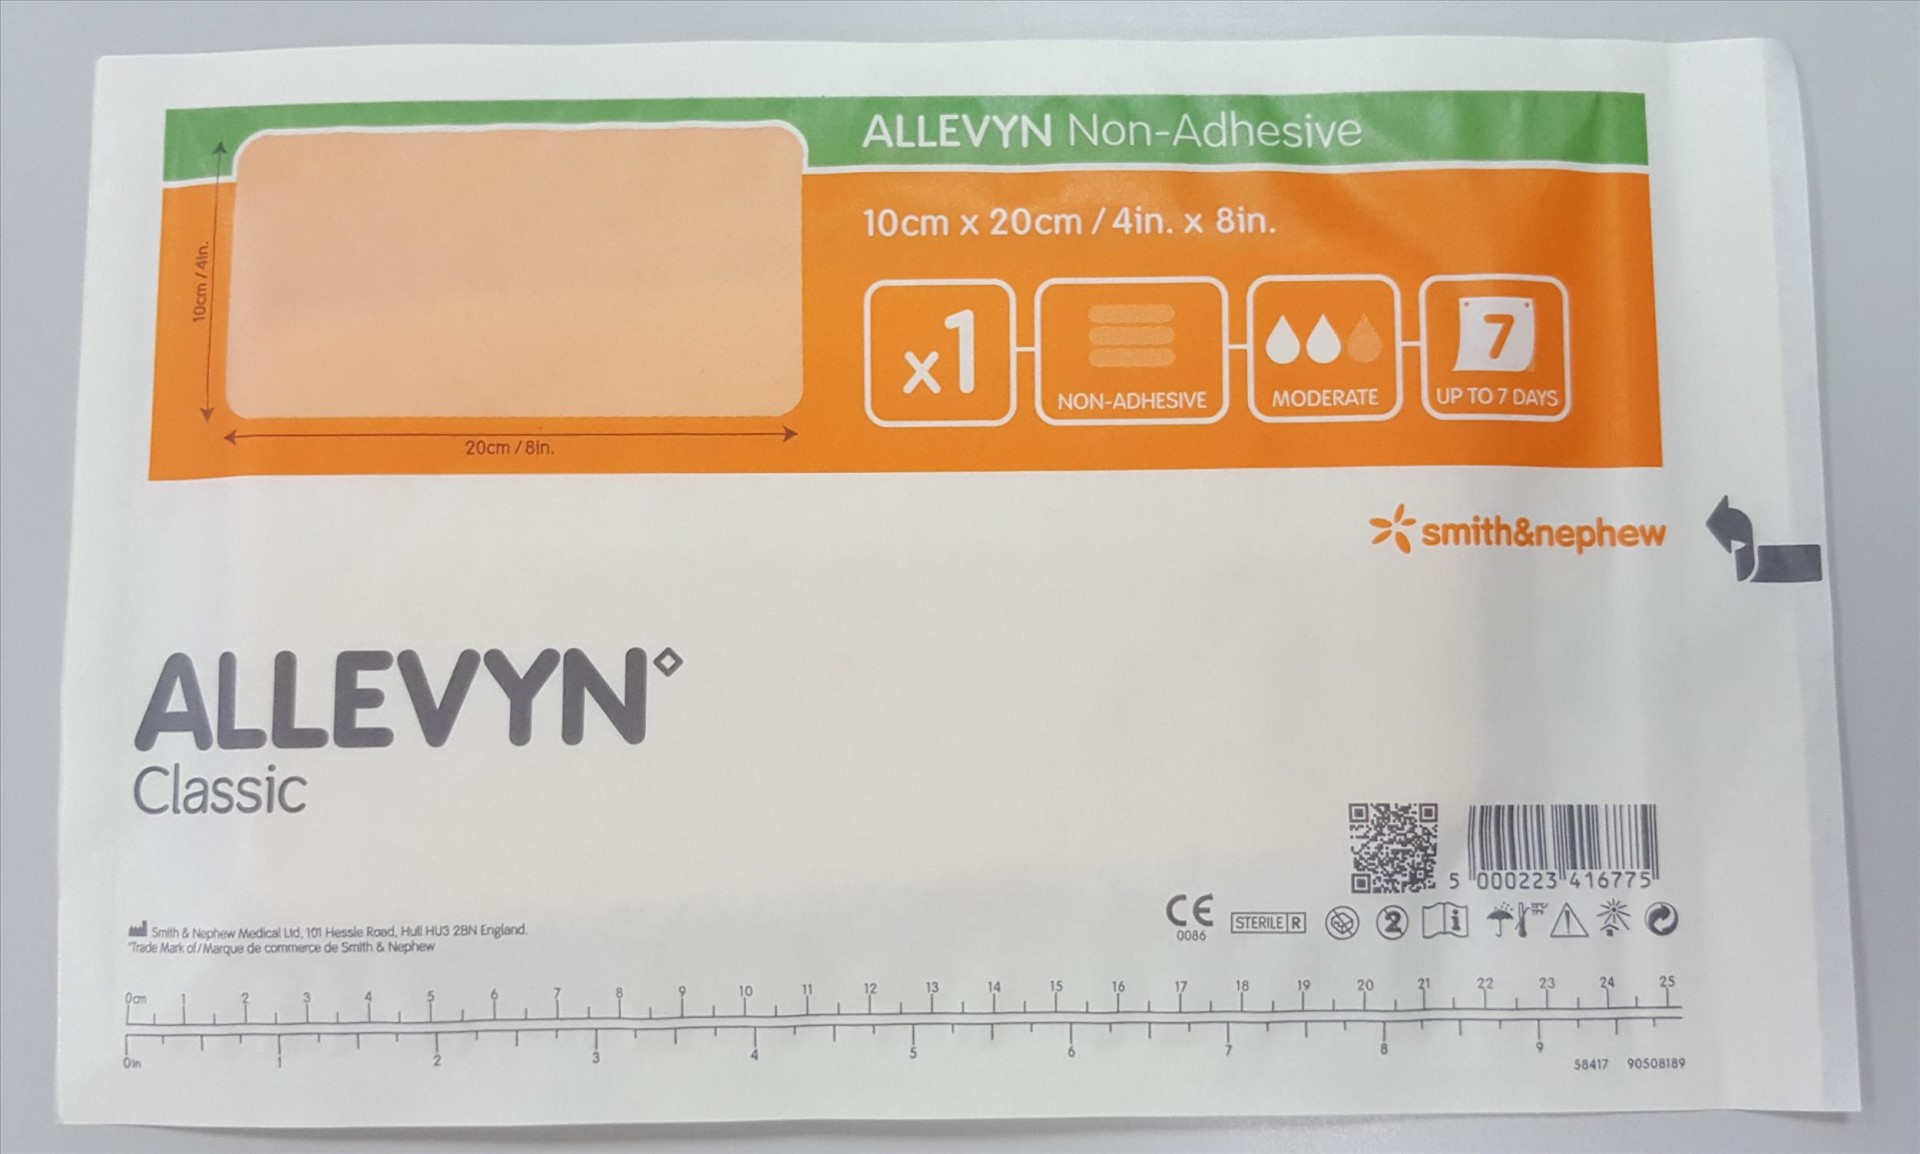 ALLEVYN Non-Adhesive
10cm x 20cm / 4in. x 8in.
10cm / 4in.
20cm / 8in.
x1
NON-ADHESIVE
MODERATE
7
UP TO 7 DAYS
smith&nephew
ALLEVYN◊
Classic
5 000223 416775
CE
0086
STERILE R
2
i
Smith & Nephew Medical Ltd, 101 Hessle Road, Hull HU3 2BN England.
◊Trade Mark of/Marque de commerce de Smith & Nephew
0cm 1 2 3 4 5 6 7 8 9 10 11 12 13 14 15 16 17 18 19 20 21 22 23 24 25
0in 1 2 3 4 5 6 7 8 9
58417 90508189